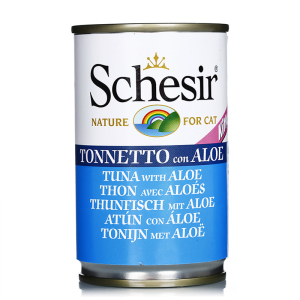 Schesir
NATURE FOR CAT
TONNETTO con ALOE
TUNA WITH ALOE
THON AVEC ALOÉS
THUNFISCH MIT ALOE
ATÚN CON ÁLOE
TONIJN MET ALOË